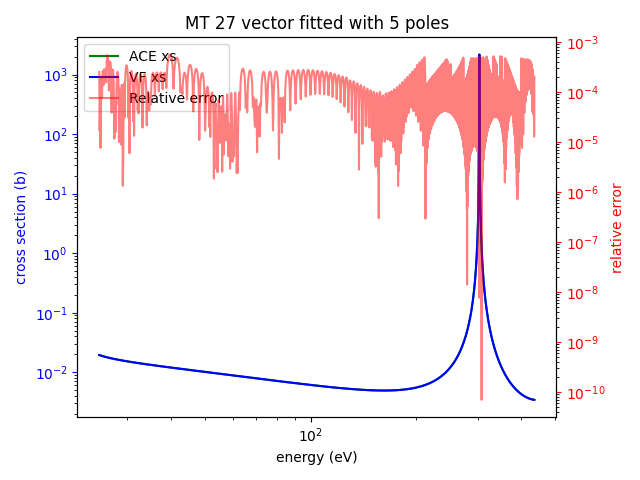 MT 27 vector fitted with 5 poles
ACE xs
VF xs
Relative error
10³
10²
10¹
10⁰
10⁻¹
10⁻²
cross section (b)
10⁻³
10⁻⁴
10⁻⁵
10⁻⁶
10⁻⁷
10⁻⁸
10⁻⁹
10⁻¹⁰
relative error
10²
energy (eV)